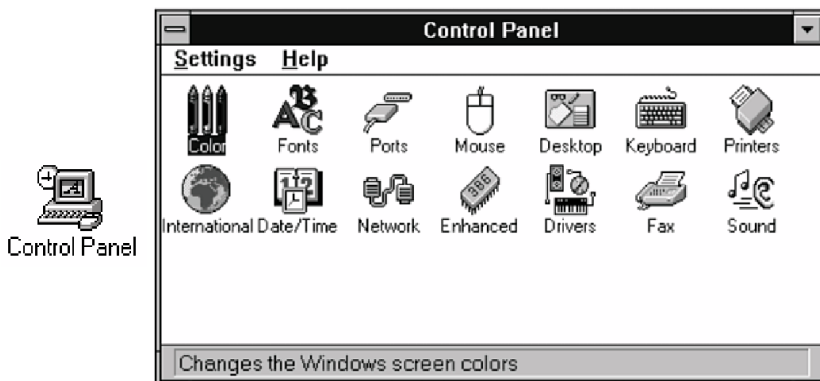 Control Panel
Settings Help
Color Fonts Ports Mouse Desktop Keyboard Printers
386
International Date/Time Network Enhanced Drivers Fax Sound
Control Panel
Changes the Windows screen colors